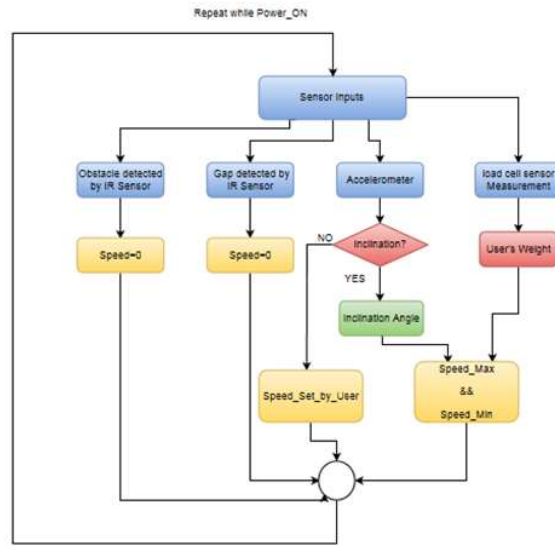 Repeat while Power_ON
Sensor Inputs
Obstacle detected
by IR Sensor
Gap detected by
IR Sensor
Accelerometer
load cell sensor
Measurement
Speed=0
Speed=0
NO
Inclination?
User's Weight
YES
Inclination Angle
Speed_Set_by_User
Speed_Max
&&
Speed_Min